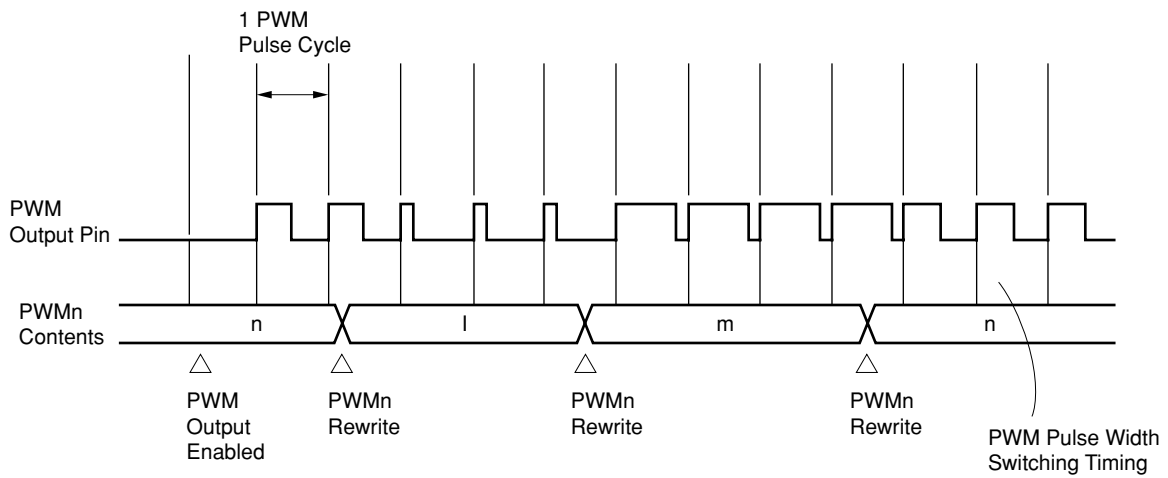 1 PWM
Pulse Cycle
PWM
Output Pin
PWMn
Contents
n
l
m
n
PWM
Output
Enabled
PWMn
Rewrite
PWMn
Rewrite
PWMn
Rewrite
PWM Pulse Width
Switching Timing